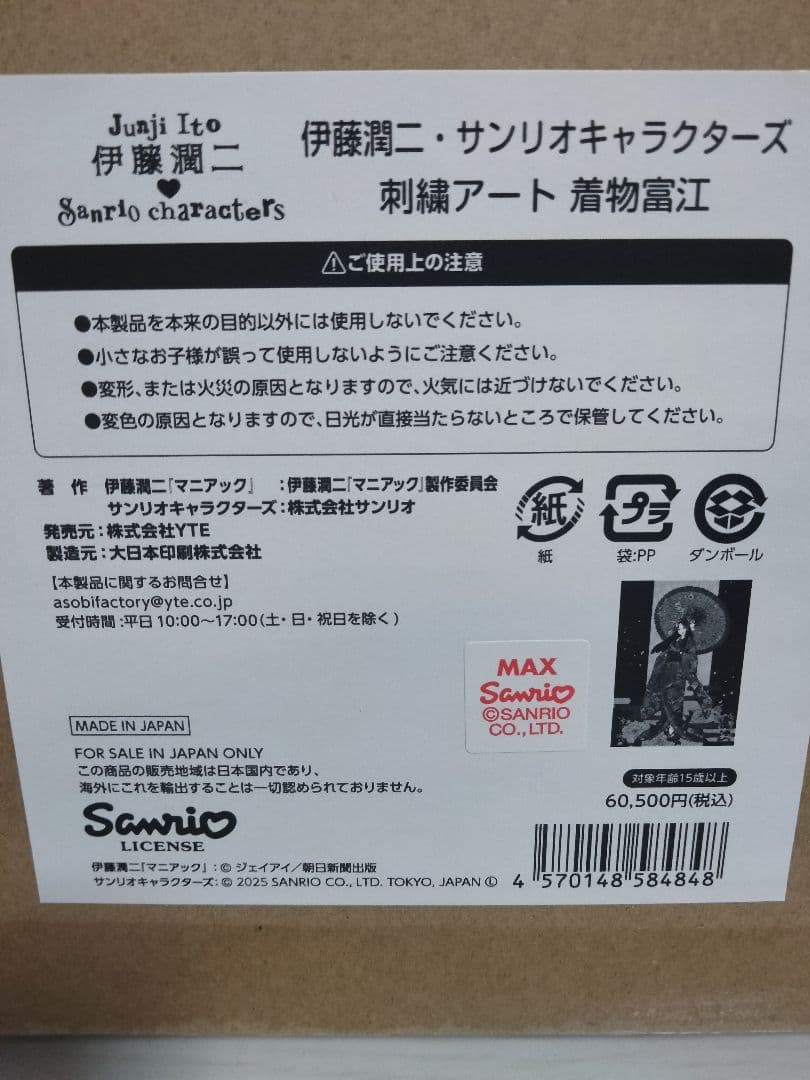 Junji Ito
伊藤潤二
Sanrio characters
伊藤潤二・サンリオキャラクターズ
刺繍アート 着物富江
⚠ご使用上の注意
●本製品を本来の目的以外には使用しないでください。
●小さなお子様が誤って使用しないようにご注意ください。
●変形、または火災の原因となりますので、火気には近づけないでください。
●変色の原因となりますので、日光が直接当たらないところで保管してください。
著 作 伊藤潤二『マニアック』 :伊藤潤二『マニアック』製作委員会
サンリオキャラクターズ:株式会社サンリオ
発売元:株式会社YTE
製造元:大日本印刷株式会社
【本製品に関するお問合せ】
asobifactory@yte.co.jp
受付時間:平日 10:00〜17:00(土・日・祝日を除く)
紙
紙
プラ
袋:PP
ダンボール
MAX
Sanrio
©SANRIO
CO., LTD.
MADE IN JAPAN
FOR SALE IN JAPAN ONLY
この商品の販売地域は日本国内であり、
海外にこれを輸出することは一切認められておりません。
対象年齢15歳以上
60,500円(税込)
Sanrio
LICENSE
伊藤潤二『マニアック』:© ジェイアイ/朝日新聞出版
サンリオキャラクターズ:© 2025 SANRIO CO., LTD. TOKYO, JAPAN Ⓛ
4 570148 584848